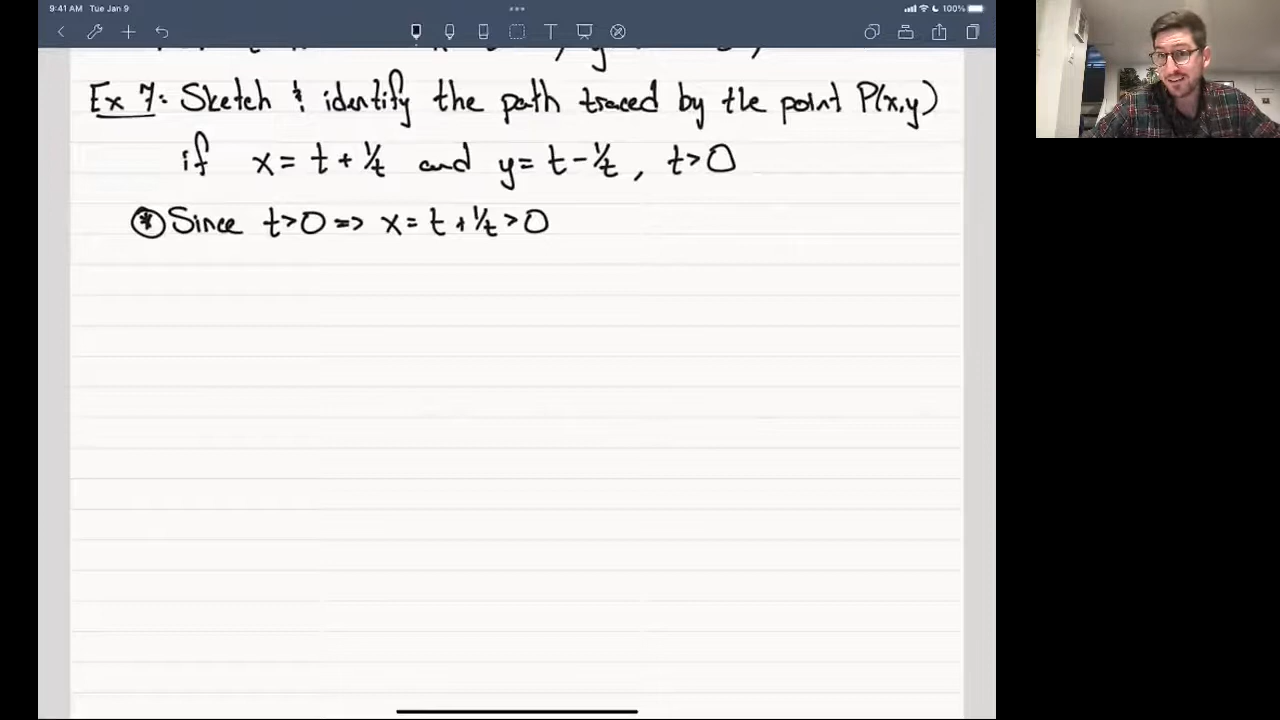 9:41 AM Tue Jan 9
100%
Ex 7: Sketch & identify the path traced by the point P(x,y)
if x = t + 1/t and y = t - 1/t, t>0
⊛ Since t>0 => x = t + 1/t > 0